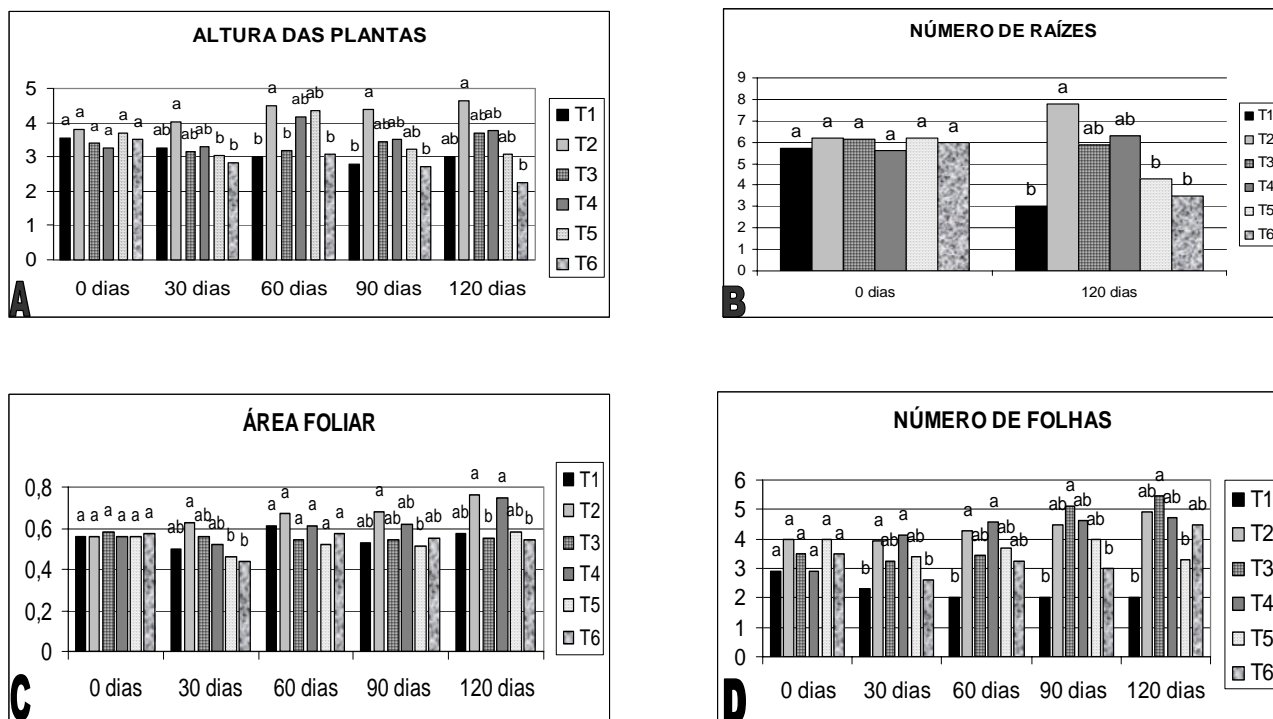 ALTURA DAS PLANTAS
5
4
3
2
1
0
a a a a a a
ab a ab ab b b
b a b ab ab b
b a ab ab ab b
ab a ab ab ab b
0 dias 30 dias 60 dias 90 dias 120 dias
T1
T2
T3
T4
T5
T6
A
NÚMERO DE RAÍZES
9
8
7
6
5
4
3
2
1
0
a a a a a a
b a ab ab b b
0 dias 120 dias
T1
T2
T3
T4
T5
T6
B
ÁREA FOLIAR
0,8
0,6
0,4
0,2
0
a a a a a a
ab a ab ab b b
a a a a a a
ab a ab ab b ab
ab a b a ab ab
0 dias 30 dias 60 dias 90 dias 120 dias
T1
T2
T3
T4
T5
T6
C
NÚMERO DE FOLHAS
6
5
4
3
2
1
0
a a a a a a
b ab ab a ab b
b a ab a ab ab
b ab a ab ab b
b ab a ab b ab
0 dias 30 dias 60 dias 90 dias 120 dias
T1
T2
T3
T4
T5
T6
D